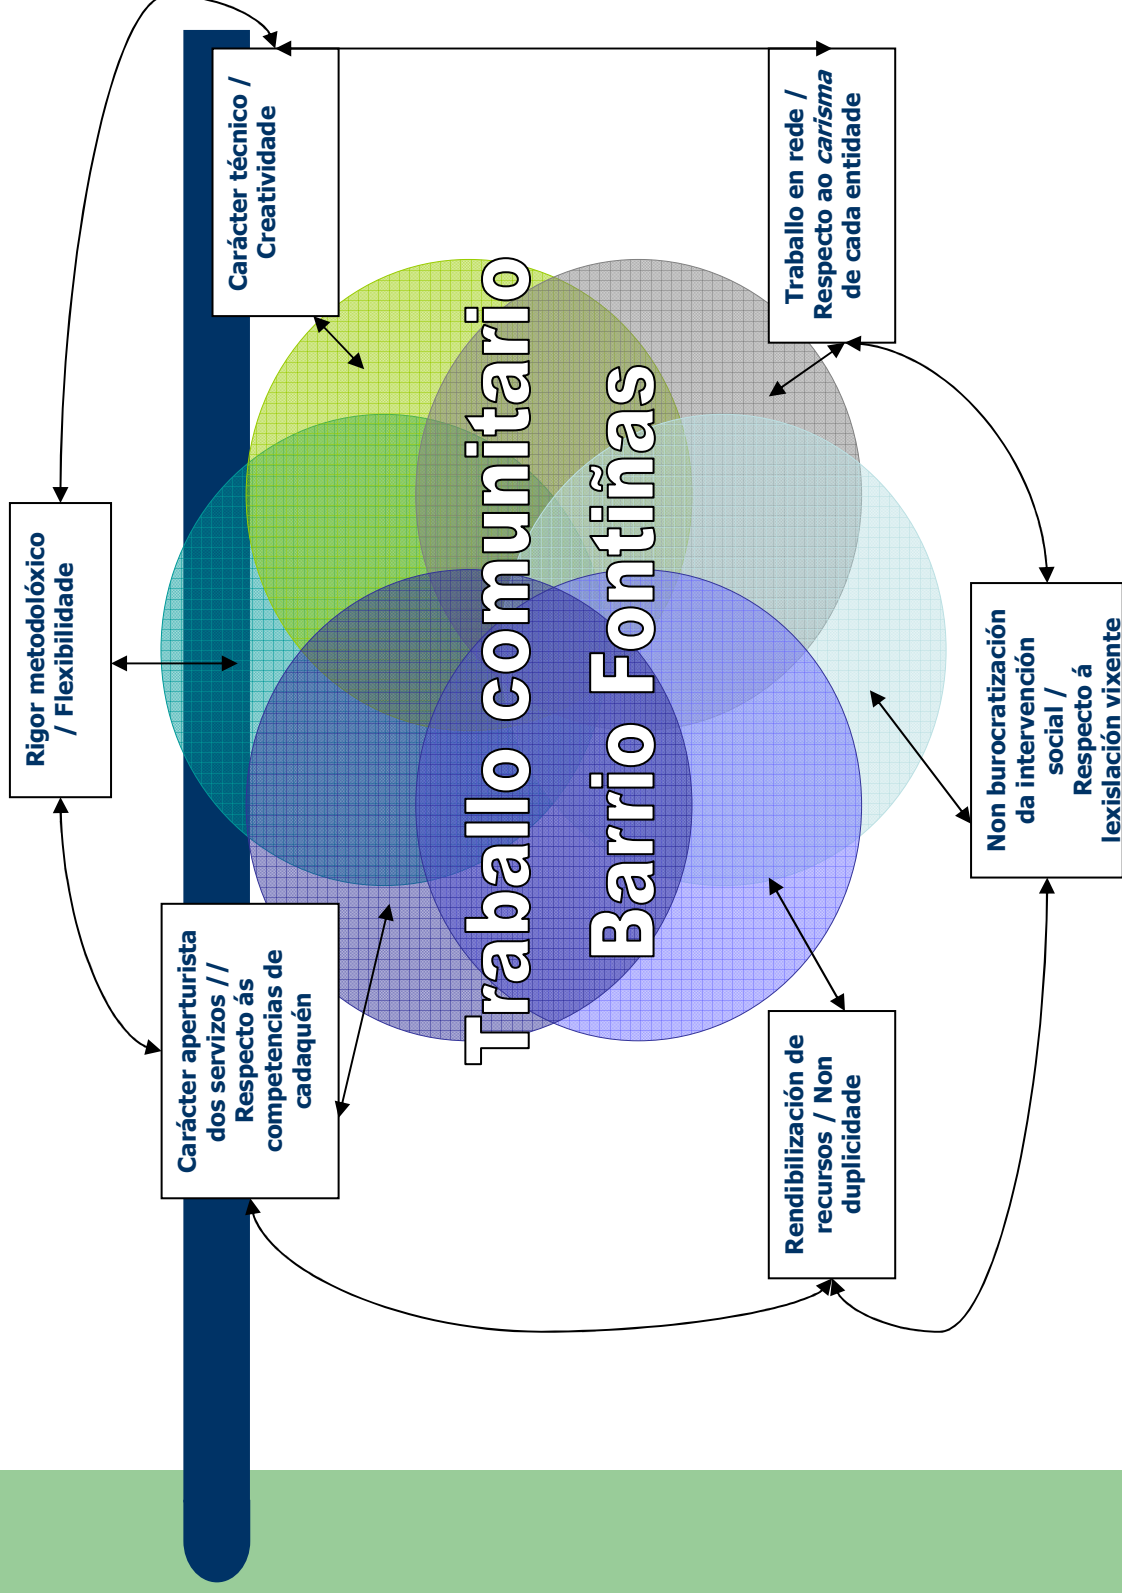 Rigor metodolóxico
/ Flexibilidade
Carácter aperturista
dos servizos //
Respecto ás
competencias de
cadaquén
Carácter técnico /
Creatividade
Traballo comunitario
Barrio Fontiñas
Rendibilización de
recursos / Non
duplicidade
Traballo en rede /
Respecto ao carisma
de cada entidade
Non burocratización
da intervención
social /
Respecto á
lexislación vixente